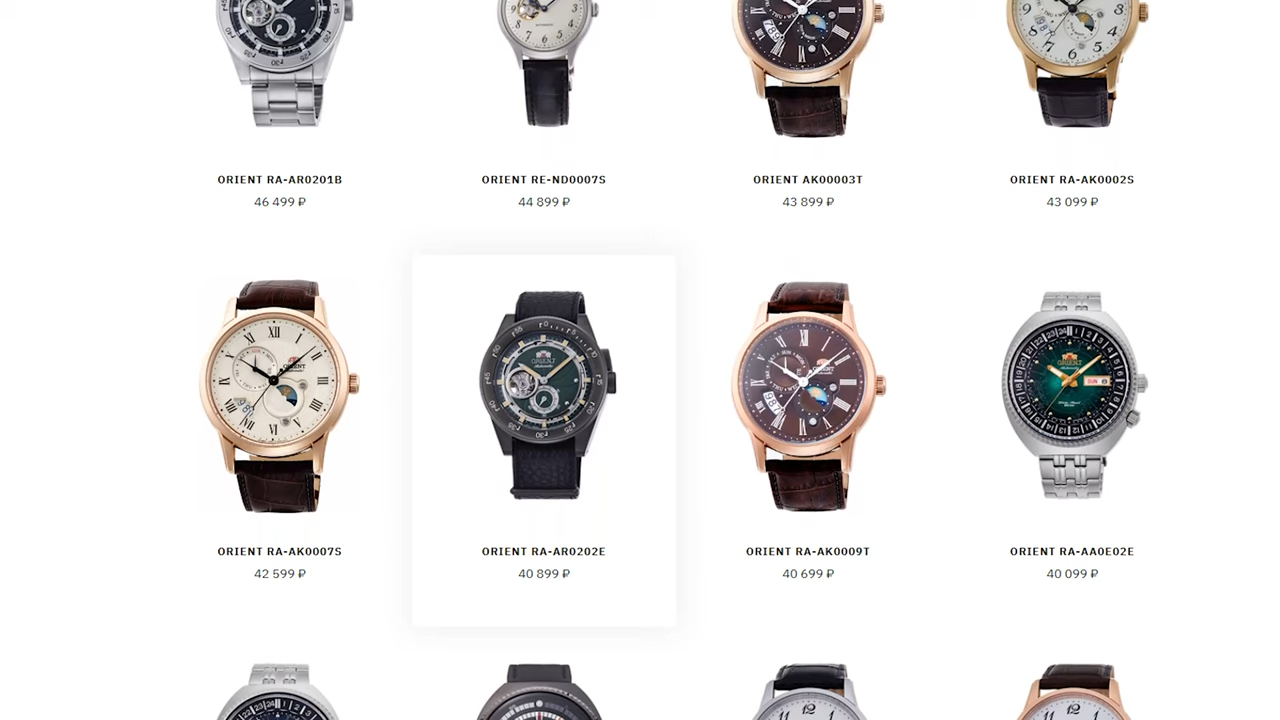 ORIENT RA-AR0201B
46 499 ₽
ORIENT RE-ND0007S
44 899 ₽
ORIENT AK00003T
43 899 ₽
ORIENT RA-AK0002S
43 099 ₽
ORIENT RA-AK0007S
42 599 ₽
ORIENT RA-AR0202E
40 899 ₽
ORIENT RA-AK0009T
40 699 ₽
ORIENT RA-AA0E02E
40 099 ₽